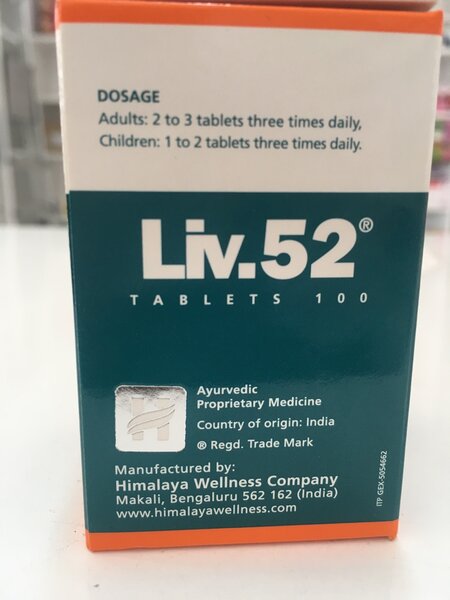 DOSAGE
Adults: 2 to 3 tablets three times daily,
Children: 1 to 2 tablets three times daily.
Liv.52®
TABLETS 100
Ayurvedic
Proprietary Medicine
Country of origin: India
® Regd. Trade Mark
Manufactured by:
Himalaya Wellness Company
Makali, Bengaluru 562 162 (India)
www.himalayawellness.com
ITP GEX-5054662